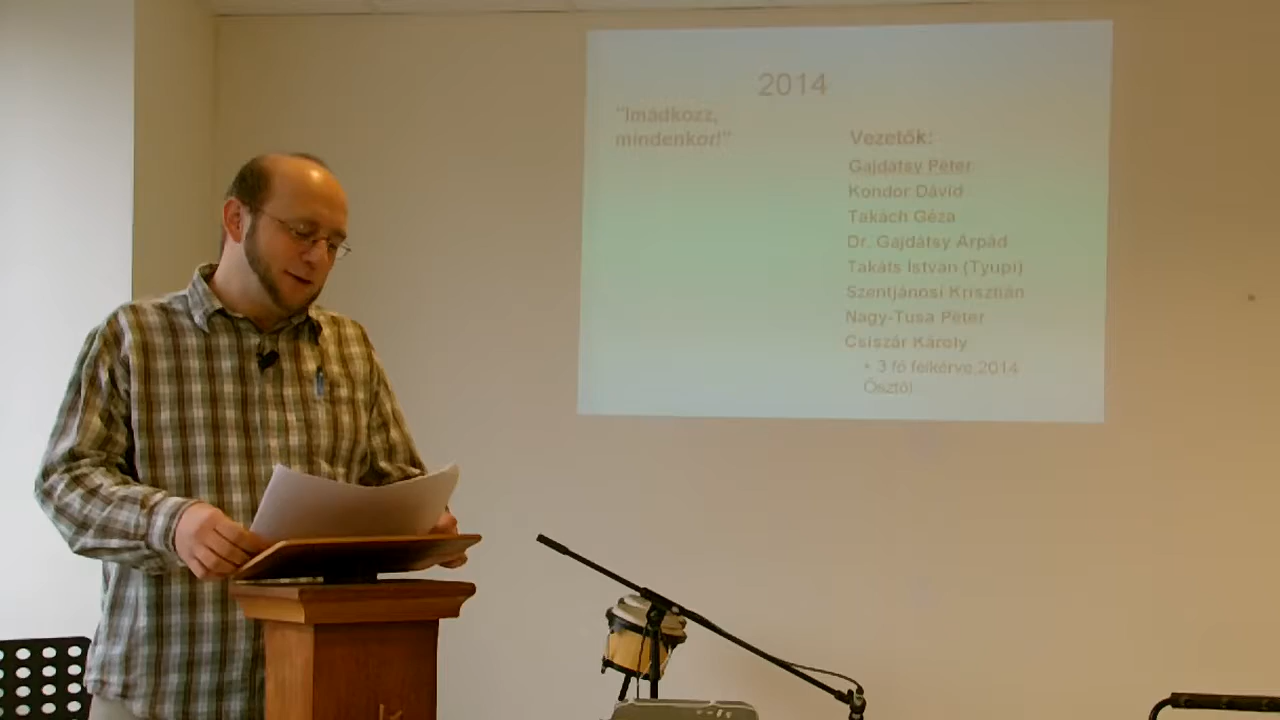 2014
"Imádkozz,
mindenkor!"
Vezetők:
Gajdátsy Péter
Kondor Dávid
Takách Géza
Dr. Gajdátsy Árpád
Takáts István (Tyupi)
Szentjánosi Krisztián
Nagy-Tusa Péter
Csiszár Károly
+ 3 fő felkérve,2014
Ősztől